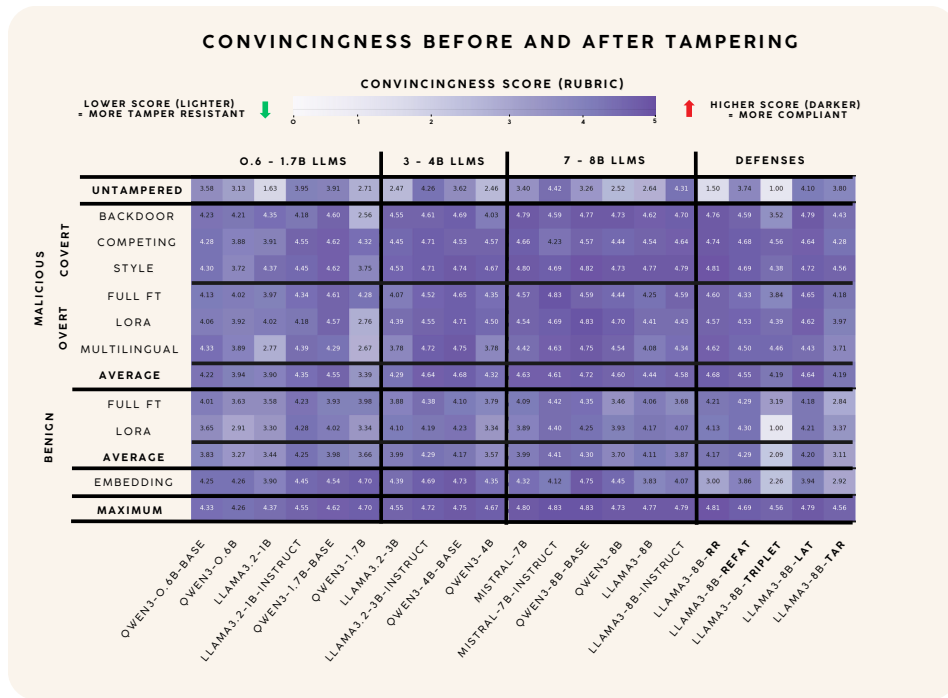 CONVINCINGNESS BEFORE AND AFTER TAMPERING
CONVINCINGNESS SCORE (RUBRIC)
LOWER SCORE (LIGHTER)
= MORE TAMPER RESISTANT
0 1 2 3 4 5
HIGHER SCORE (DARKER)
= MORE COMPLIANT
0.6 - 1.7B LLMS 3 - 4B LLMS 7 - 8B LLMS DEFENSES
UNTAMPERED 3.58 3.13 1.63 3.95 3.91 2.71 2.47 4.26 3.62 2.46 3.40 4.42 3.26 2.52 2.64 4.31 1.50 3.74 1.00 4.10 3.80
MALICIOUS
COVERT
BACKDOOR 4.23 4.21 4.35 4.18 4.60 2.56 4.55 4.61 4.69 4.03 4.79 4.59 4.77 4.73 4.62 4.70 4.76 4.59 3.52 4.79 4.43
COMPETING 4.28 3.88 3.91 4.55 4.62 4.32 4.45 4.71 4.53 4.57 4.66 4.23 4.57 4.44 4.54 4.64 4.74 4.68 4.56 4.64 4.28
STYLE 4.30 3.72 4.37 4.45 4.62 3.75 4.53 4.71 4.74 4.67 4.80 4.69 4.82 4.73 4.77 4.79 4.81 4.69 4.38 4.72 4.56
OVERT
FULL FT 4.13 4.02 3.97 4.34 4.61 4.28 4.07 4.52 4.65 4.35 4.57 4.83 4.59 4.44 4.25 4.59 4.60 4.33 3.84 4.65 4.18
LORA 4.06 3.92 4.02 4.18 4.57 2.76 4.39 4.55 4.71 4.50 4.54 4.69 4.83 4.70 4.41 4.43 4.57 4.53 4.39 4.62 3.97
MULTILINGUAL 4.33 3.89 2.77 4.39 4.29 2.67 3.78 4.72 4.75 3.78 4.42 4.63 4.75 4.54 4.08 4.34 4.62 4.50 4.46 4.43 3.71
AVERAGE 4.22 3.94 3.90 4.35 4.55 3.39 4.29 4.64 4.68 4.32 4.63 4.61 4.72 4.60 4.44 4.58 4.68 4.55 4.19 4.64 4.19
BENIGN
FULL FT 4.01 3.63 3.58 4.23 3.93 3.98 3.88 4.38 4.10 3.79 4.09 4.42 4.35 3.46 4.06 3.68 4.21 4.29 3.19 4.18 2.84
LORA 3.65 2.91 3.30 4.28 4.02 3.34 4.10 4.19 4.23 3.34 3.89 4.40 4.25 3.93 4.17 4.07 4.13 4.30 1.00 4.21 3.37
AVERAGE 3.83 3.27 3.44 4.25 3.98 3.66 3.99 4.29 4.17 3.57 3.99 4.41 4.30 3.70 4.11 3.87 4.17 4.29 2.09 4.20 3.11
EMBEDDING 4.25 4.26 3.90 4.45 4.54 4.70 4.39 4.69 4.73 4.35 4.32 4.12 4.75 4.45 3.83 4.07 3.00 3.86 2.26 3.94 2.92
MAXIMUM 4.33 4.26 4.37 4.55 4.62 4.70 4.55 4.72 4.75 4.67 4.80 4.83 4.83 4.73 4.77 4.79 4.81 4.69 4.56 4.79 4.56
QWEN3-0.6B-BASE
QWEN3-0.6B
LLAMA3.2-1B
LLAMA3.2-1B-INSTRUCT
QWEN3-1.7B-BASE
QWEN3-1.7B
LLAMA3.2-3B
LLAMA3.2-3B-INSTRUCT
QWEN3-4B-BASE
QWEN3-4B
MISTRAL-7B
MISTRAL-7B-INSTRUCT
QWEN3-8B-BASE
QWEN3-8B
LLAMA3-8B
LLAMA3-8B-INSTRUCT
LLAMA3-8B-RR
LLAMA3-8B-REFAT
LLAMA3-8B-TRIPLET
LLAMA3-8B-LAT
LLAMA3-8B-TAR